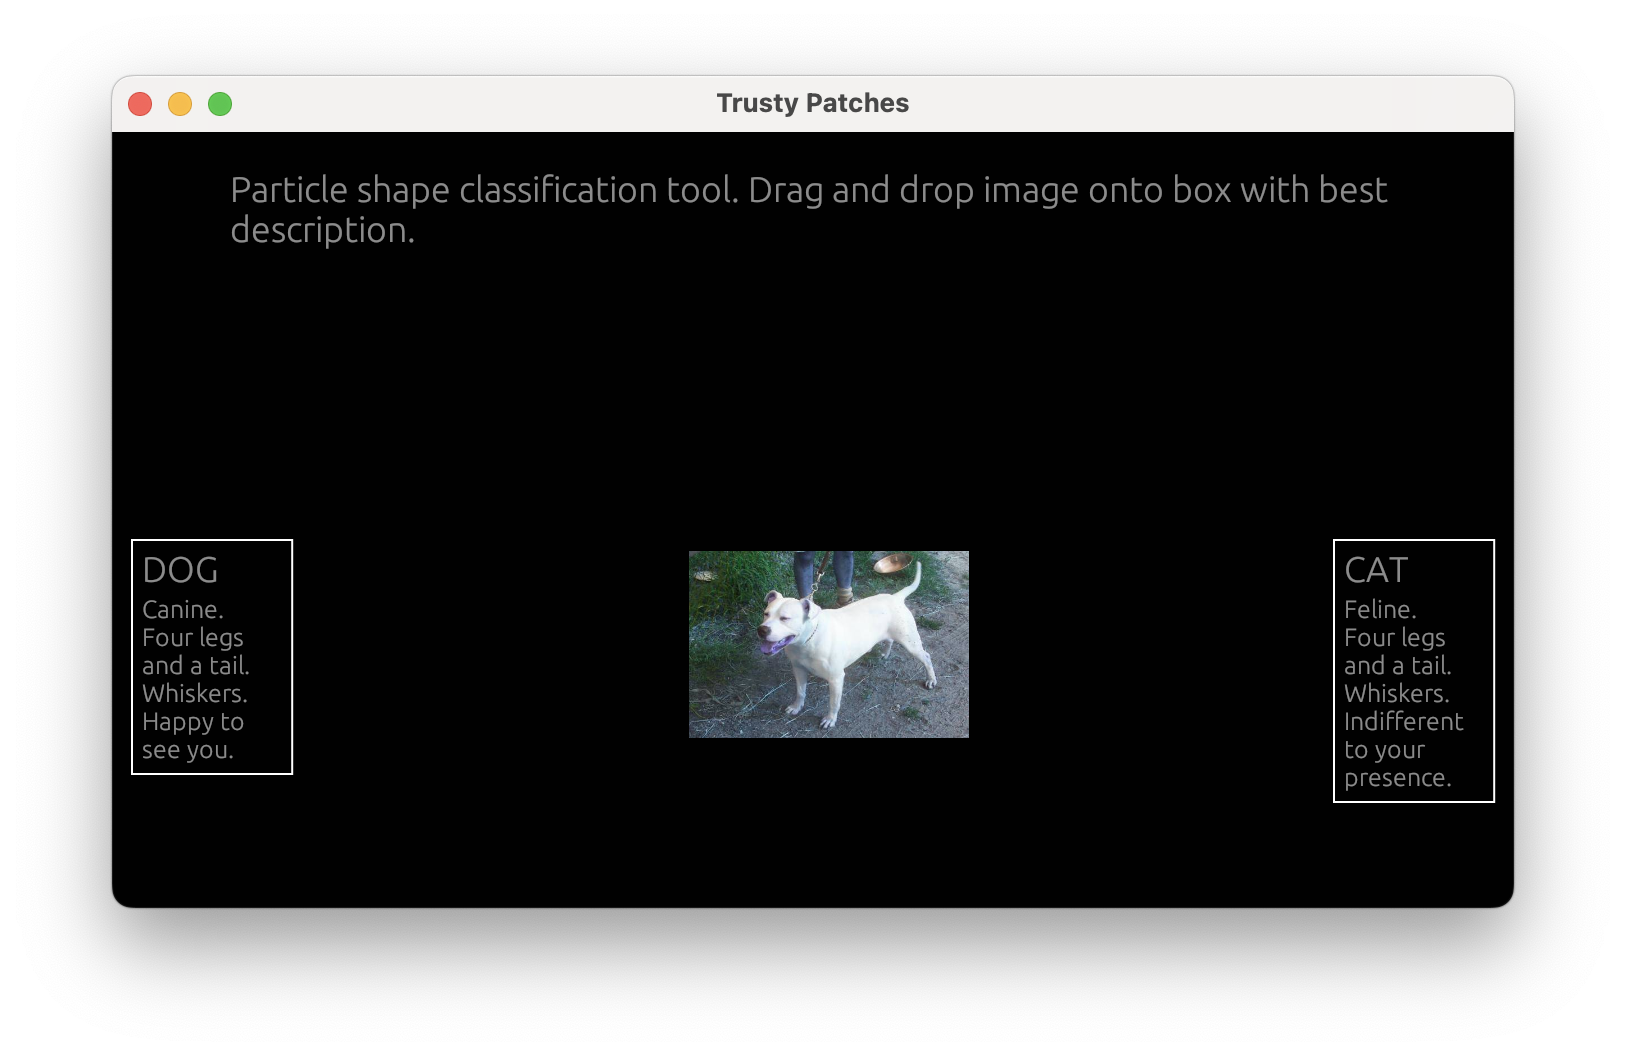 Trusty Patches
Particle shape classification tool. Drag and drop image onto box with best
description.
DOG
Canine.
Four legs
and a tail.
Whiskers.
Happy to
see you.
CAT
Feline.
Four legs
and a tail.
Whiskers.
Indifferent
to your
presence.